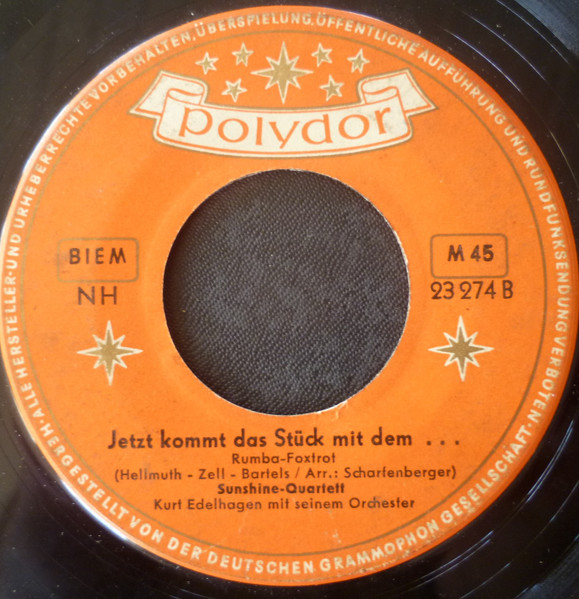 ALLE HERSTELLER- UND URHEBERRECHTE VORBEHALTEN, ÜBERSPIELUNG, ÖFFENTLICHE AUFFÜHRUNG UND RUNDFUNKSENDUNG VERBOTEN
polydor
BIEM
NH
M 45
23 274 B
Jetzt kommt das Stück mit dem ...
Rumba-Foxtrot
(Hellmuth - Zell - Bartels / Arr.: Scharfenberger)
Sunshine-Quartett
Kurt Edelhagen mit seinem Orchester
HERGESTELLT VON DER DEUTSCHEN GRAMMOPHON GESELLSCHAFT